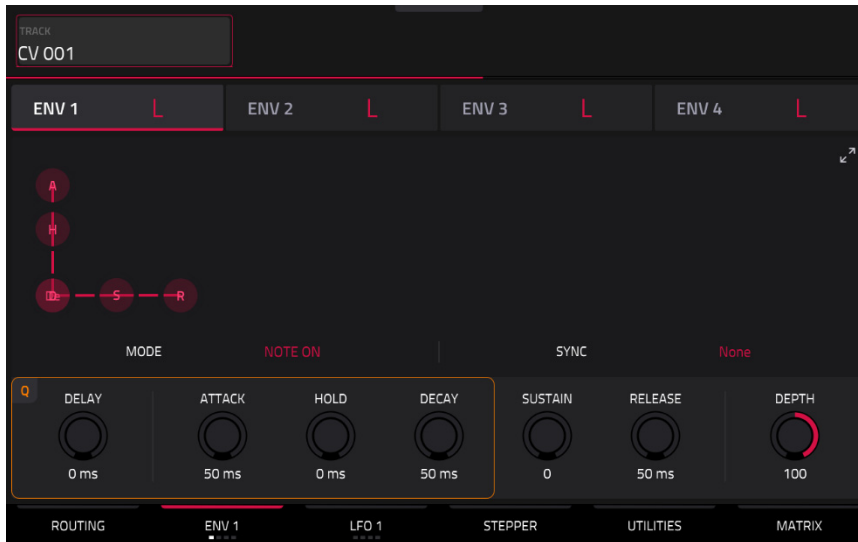 TRACK
CV 001
ENV 1 ENV 2 ENV 3 ENV 4
A
H
D S R
MODE NOTE ON SYNC None
Q DELAY ATTACK HOLD DECAY SUSTAIN RELEASE DEPTH
0 ms 50 ms 0 ms 50 ms 0 50 ms 100
ROUTING ENV 1 LFO 1 STEPPER UTILITIES MATRIX